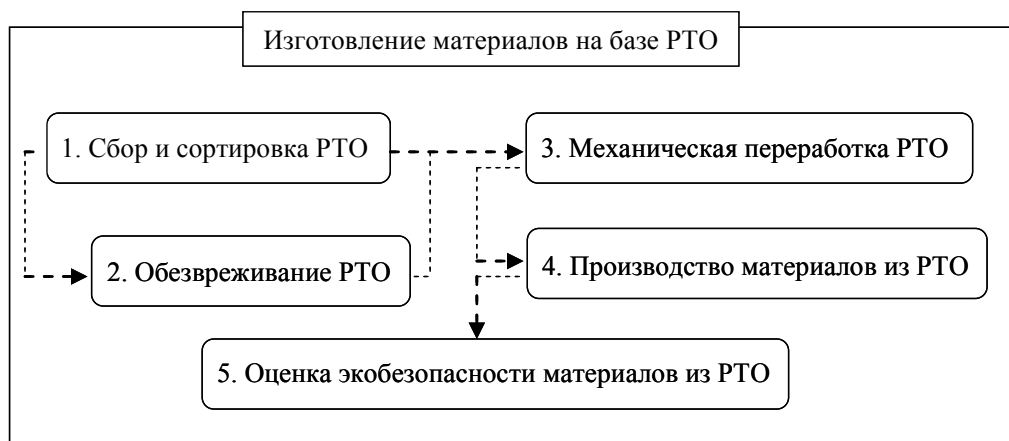 Изготовление материалов на базе РТО
1. Сбор и сортировка РТО
3. Механическая переработка РТО
2. Обезвреживание РТО
4. Производство материалов из РТО
5. Оценка экобезопасности материалов из РТО